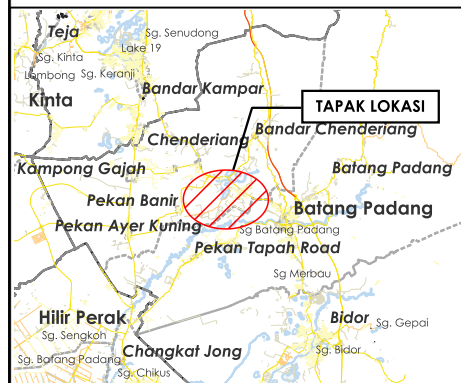 Teja
Sg. Senudong
Lake 19
Sg. Kinta
Lombong
Sg. Keranji
Kinta
Bandar Kampar
TAPAK LOKASI
Chenderiang
Bandar Chenderiang
Kampong Gajah
Batang Padang
Pekan Banir
Batang Padang
Pekan Ayer Kuning
Sg Batang Padang
Pekan Tapah Road
Sg Merbau
Hilir Perak
Bidor
Sg. Gepai
Sg. Sengkoh
Sg. Batang Padang
Changkat Jong
Sg. Bidor
Sg. Chikus